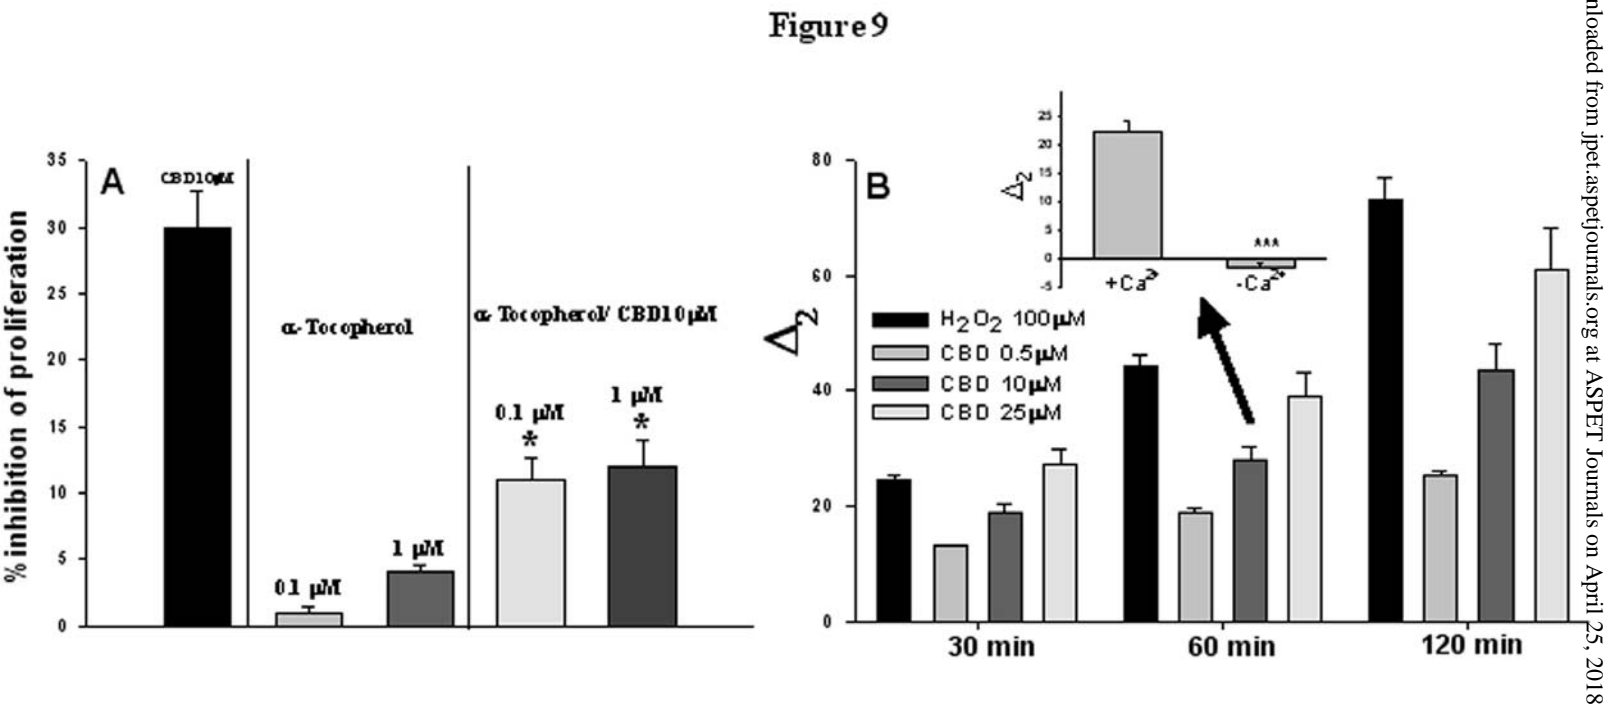 Figure 9
A
CBD10µM
% inhibition of proliferation
35
30
25
20
15
10
5
0
α-Tocopherol
0.1 µM
1 µM
α-Tocopherol/ CBD10µM
0.1 µM
*
1 µM
*
B
Δ2
80
60
40
20
0
Δ2
25
20
15
10
5
0
-5
+Ca2+
***
-Ca2+
H2O2 100µM
CBD 0.5µM
CBD 10µM
CBD 25µM
30 min
60 min
120 min
nloaded from jpet.aspetjournals.org at ASPET Journals on April 25, 2018